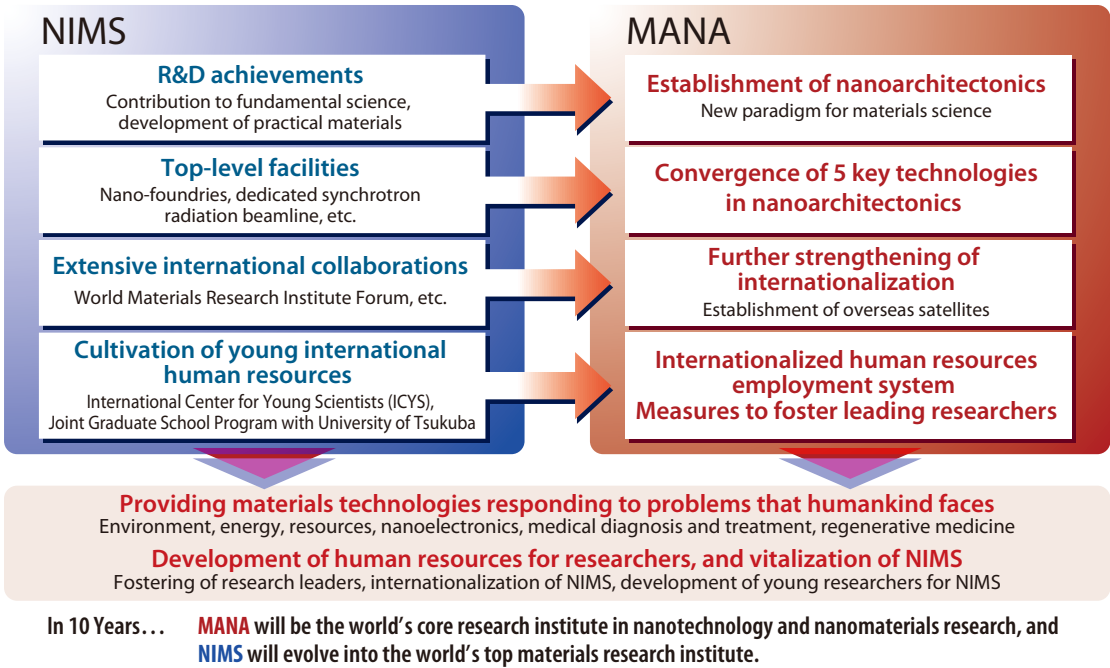 NIMS
R&D achievements
Contribution to fundamental science,
development of practical materials
Top-level facilities
Nano-foundries, dedicated synchrotron
radiation beamline, etc.
Extensive international collaborations
World Materials Research Institute Forum, etc.
Cultivation of young international
human resources
International Center for Young Scientists (ICYS),
Joint Graduate School Program with University of Tsukuba
MANA
Establishment of nanoarchitectonics
New paradigm for materials science
Convergence of 5 key technologies
in nanoarchitectonics
Further strengthening of
internationalization
Establishment of overseas satellites
Internationalized human resources
employment system
Measures to foster leading researchers
Providing materials technologies responding to problems that humankind faces
Environment, energy, resources, nanoelectronics, medical diagnosis and treatment, regenerative medicine
Development of human resources for researchers, and vitalization of NIMS
Fostering of research leaders, internationalization of NIMS, development of young researchers for NIMS
In 10 Years… MANA will be the world's core research institute in nanotechnology and nanomaterials research, and
NIMS will evolve into the world's top materials research institute.